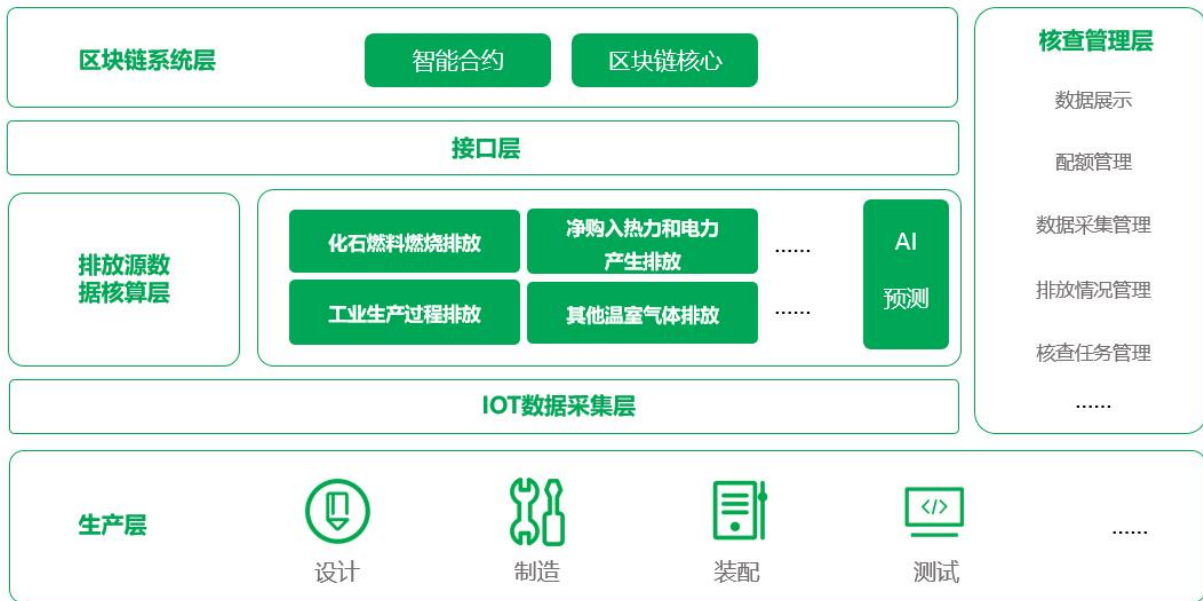 区块链系统层
智能合约
区块链核心
接口层
排放源数
据核算层
化石燃料燃烧排放
净购入热力和电力
产生排放
......
工业生产过程排放
其他温室气体排放
......
AI
预测
IOT数据采集层
核查管理层
数据展示
配额管理
数据采集管理
排放情况管理
核查任务管理
......
生产层
</>
设计
制造
装配
测试
......